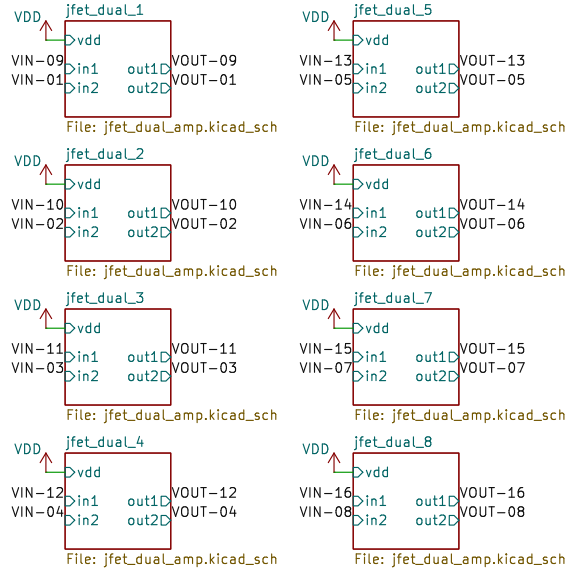 jfet_dual_1
VDD
vdd
VIN-09 in1 out1 VOUT-09
VIN-01 in2 out2 VOUT-01
File: jfet_dual_amp.kicad_sch
jfet_dual_5
VDD
vdd
VIN-13 in1 out1 VOUT-13
VIN-05 in2 out2 VOUT-05
File: jfet_dual_amp.kicad_sch
jfet_dual_2
VDD
vdd
VIN-10 in1 out1 VOUT-10
VIN-02 in2 out2 VOUT-02
File: jfet_dual_amp.kicad_sch
jfet_dual_6
VDD
vdd
VIN-14 in1 out1 VOUT-14
VIN-06 in2 out2 VOUT-06
File: jfet_dual_amp.kicad_sch
jfet_dual_3
VDD
vdd
VIN-11 in1 out1 VOUT-11
VIN-03 in2 out2 VOUT-03
File: jfet_dual_amp.kicad_sch
jfet_dual_7
VDD
vdd
VIN-15 in1 out1 VOUT-15
VIN-07 in2 out2 VOUT-07
File: jfet_dual_amp.kicad_sch
jfet_dual_4
VDD
vdd
VIN-12 in1 out1 VOUT-12
VIN-04 in2 out2 VOUT-04
File: jfet_dual_amp.kicad_sch
jfet_dual_8
VDD
vdd
VIN-16 in1 out1 VOUT-16
VIN-08 in2 out2 VOUT-08
File: jfet_dual_amp.kicad_sch